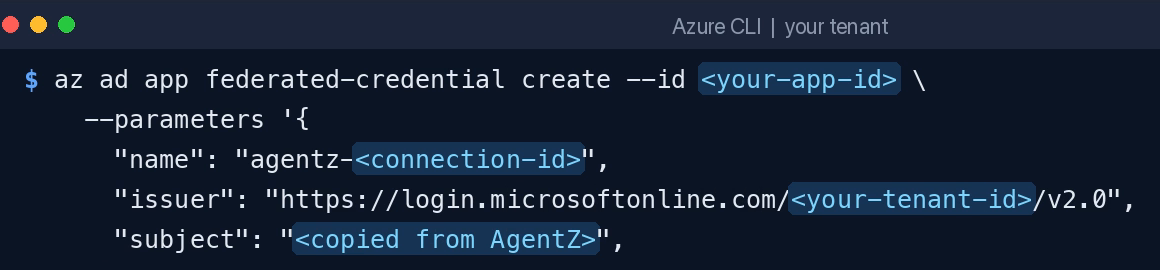 Azure CLI | your tenant
$ az ad app federated-credential create --id <your-app-id> \
--parameters '{
"name": "agentz-<connection-id>",
"issuer": "https://login.microsoftonline.com/<your-tenant-id>/v2.0",
"subject": "<copied from AgentZ>",